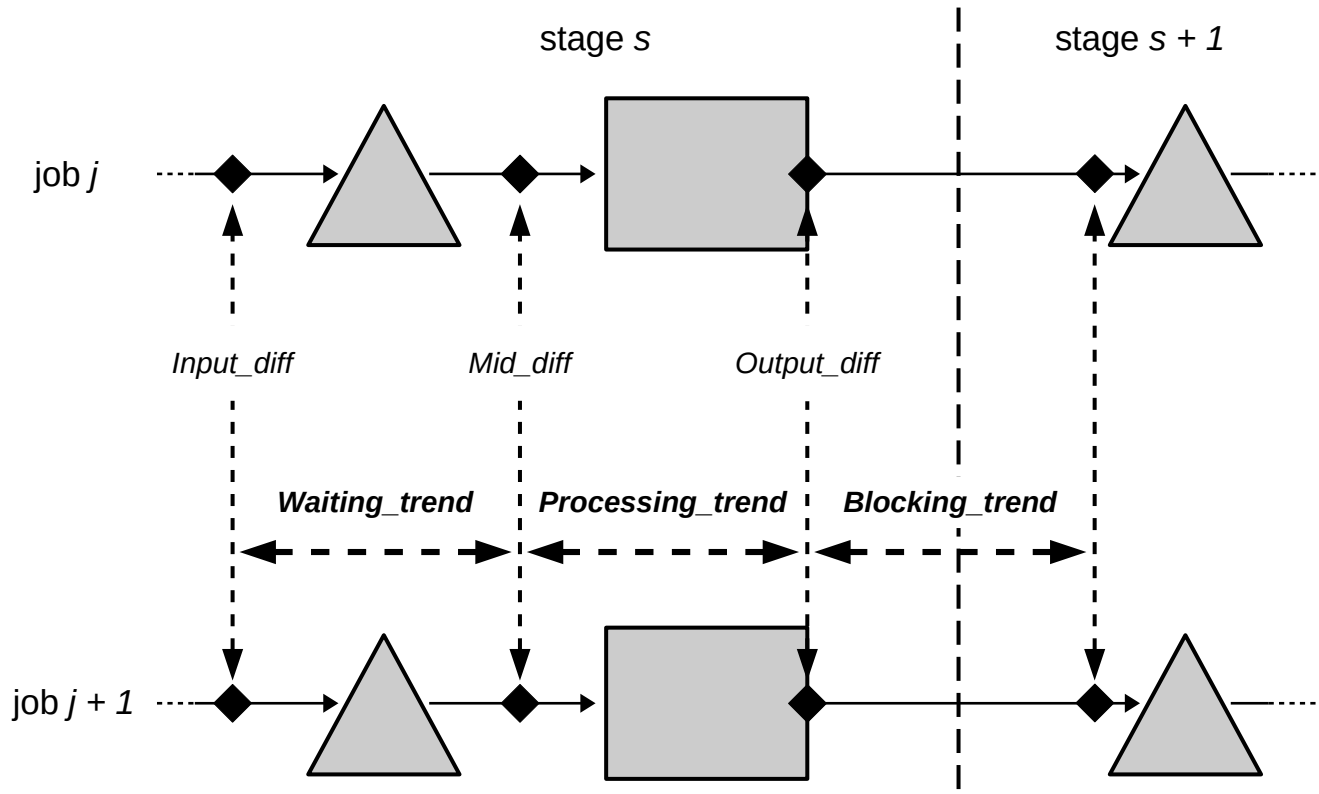 stage s
stage s + 1
job j
Input_diff
Mid_diff
Output_diff
Waiting_trend
Processing_trend
Blocking_trend
job j + 1